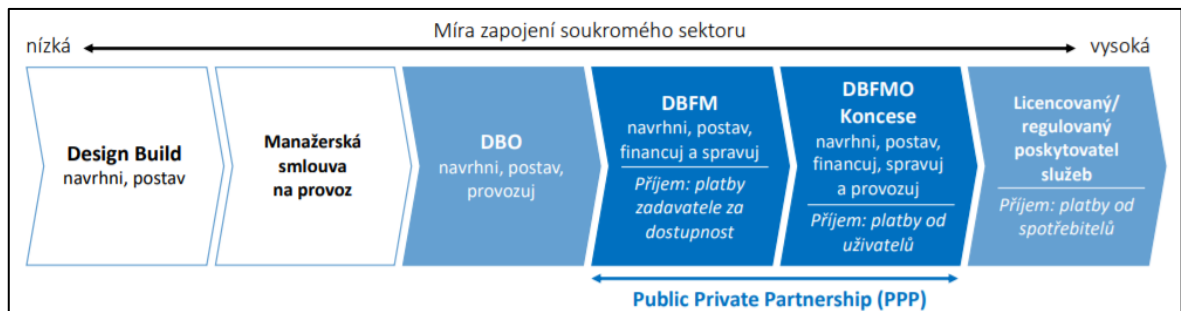 Míra zapojení soukromého sektoru
nízká
vysoká
Design Build
navrhni, postav
Manažerská
smlouva
na provoz
DBO
navrhni, postav,
provozuj
DBFM
navrhni, postav,
financuj a spravuj
Příjem: platby
zadavatele za
dostupnost
DBFMO
Koncese
navrhni, postav,
financuj, spravuj
a provozuj
Příjem: platby od
uživatelů
Licencovaný/
regulovaný
poskytovatel
služeb
Příjem: platby od
spotřebitelů
Public Private Partnership (PPP)